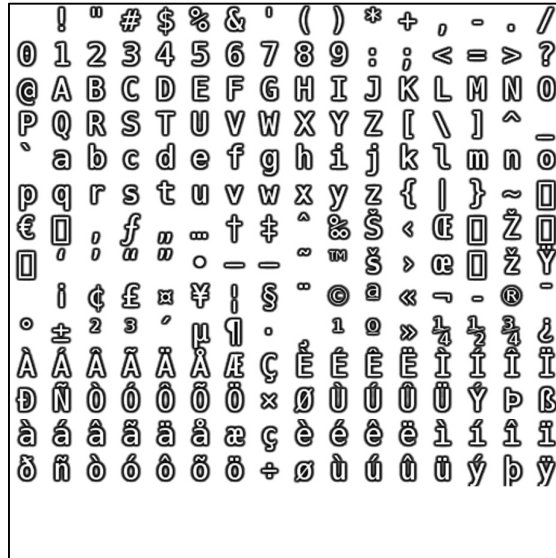 ! " # $ % & ' ( ) * + , - . /
0 1 2 3 4 5 6 7 8 9 : ; < = > ?
@ A B C D E F G H I J K L M N O
P Q R S T U V W X Y Z [ \ ] ^ _
` a b c d e f g h i j k l m n o
p q r s t u v w x y z { | } ~ ▯
€ ▯ ‚ ƒ „ … † ‡ ˆ ‰ Š ‹ Œ ▯ Ž ▯
▯ ‘ ’ “ ” • – — ˜ ™ š › œ ▯ ž Ÿ
¡ ¢ £ ¤ ¥ ¦ § ¨ © ª « ¬ - ® ¯
° ± ² ³ ´ µ ¶ · ¸ ¹ º » ¼ ½ ¾ ¿
À Á Â Ã Ä Å Æ Ç È É Ê Ë Ì Í Î Ï
Ð Ñ Ò Ó Ô Õ Ö × Ø Ù Ú Û Ü Ý Þ ß
à á â ã ä å æ ç è é ê ë ì í î ï
ð ñ ò ó ô õ ö ÷ ø ù ú û ü ý þ ÿ